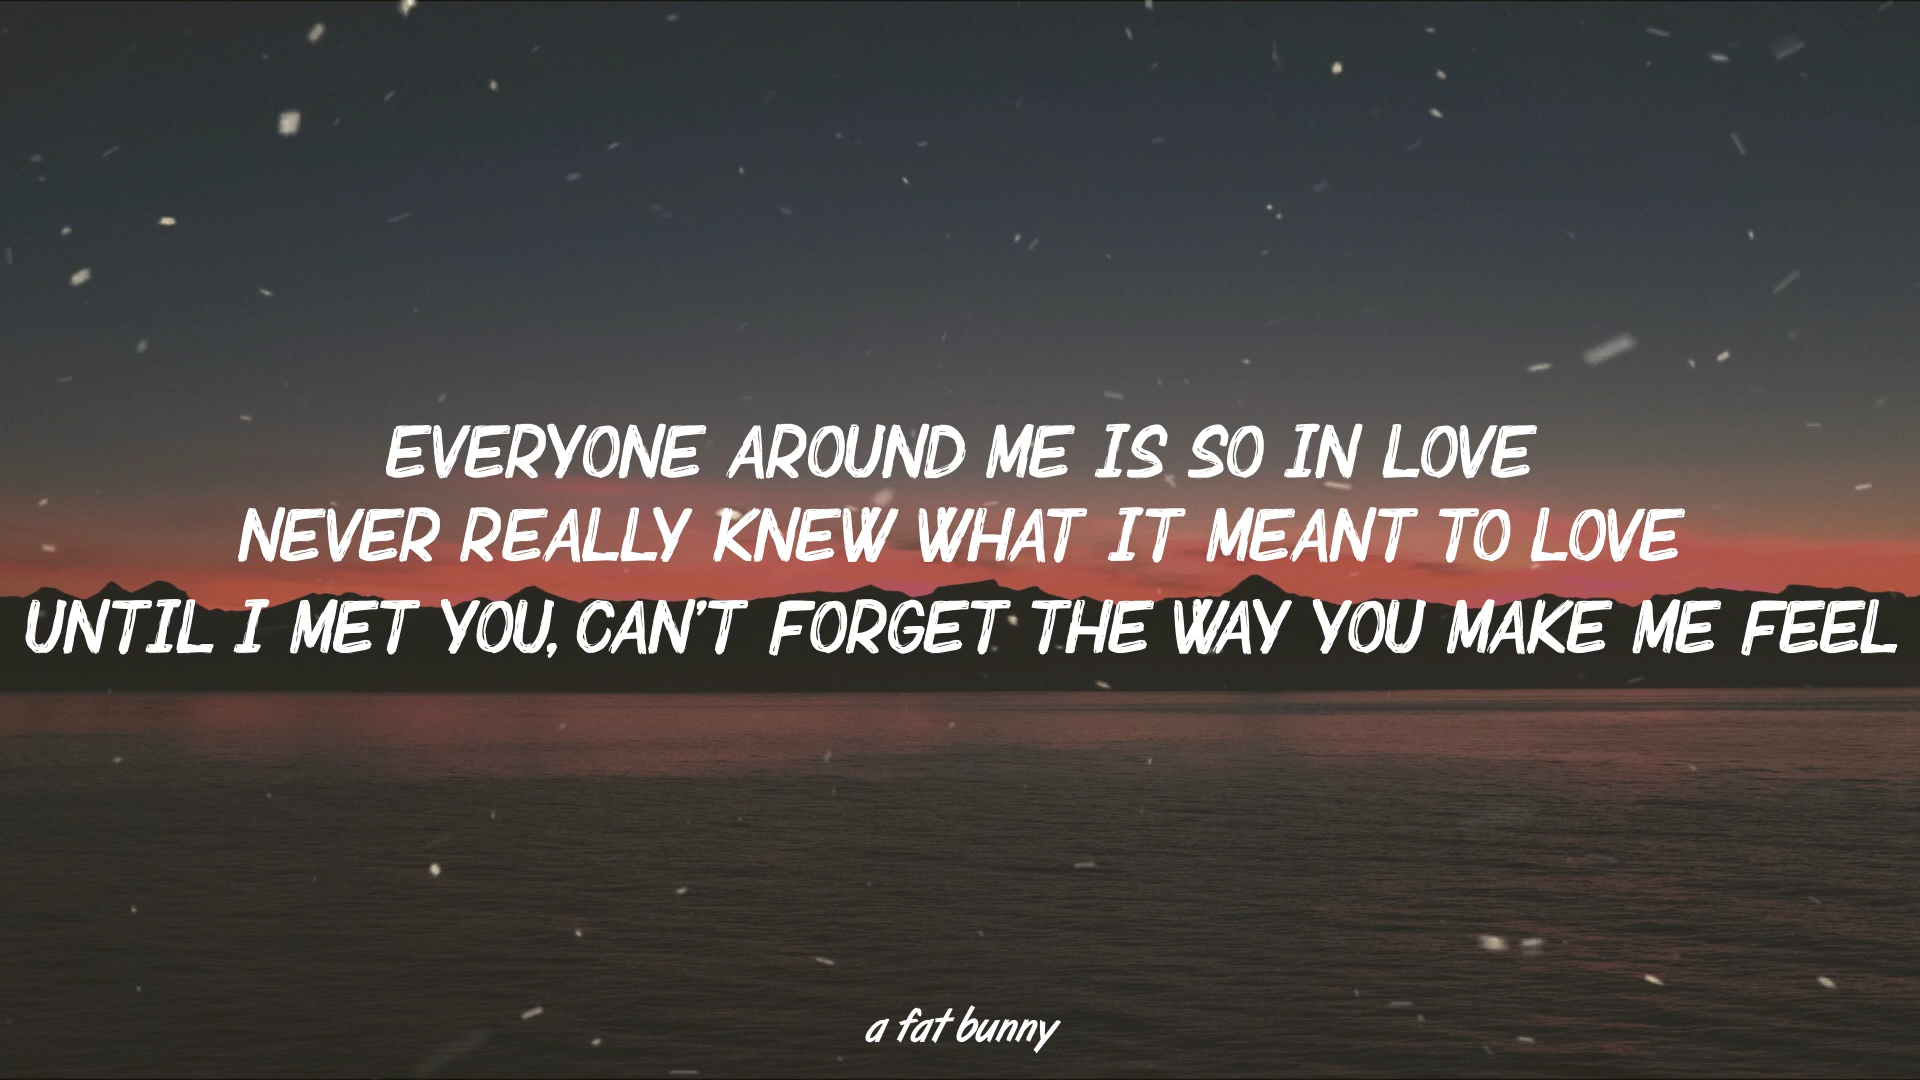 EVERYONE AROUND ME IS SO IN LOVE
NEVER REALLY KNEW WHAT IT MEANT TO LOVE
UNTIL I MET YOU, CAN'T FORGET THE WAY YOU MAKE ME FEEL
a fat bunny